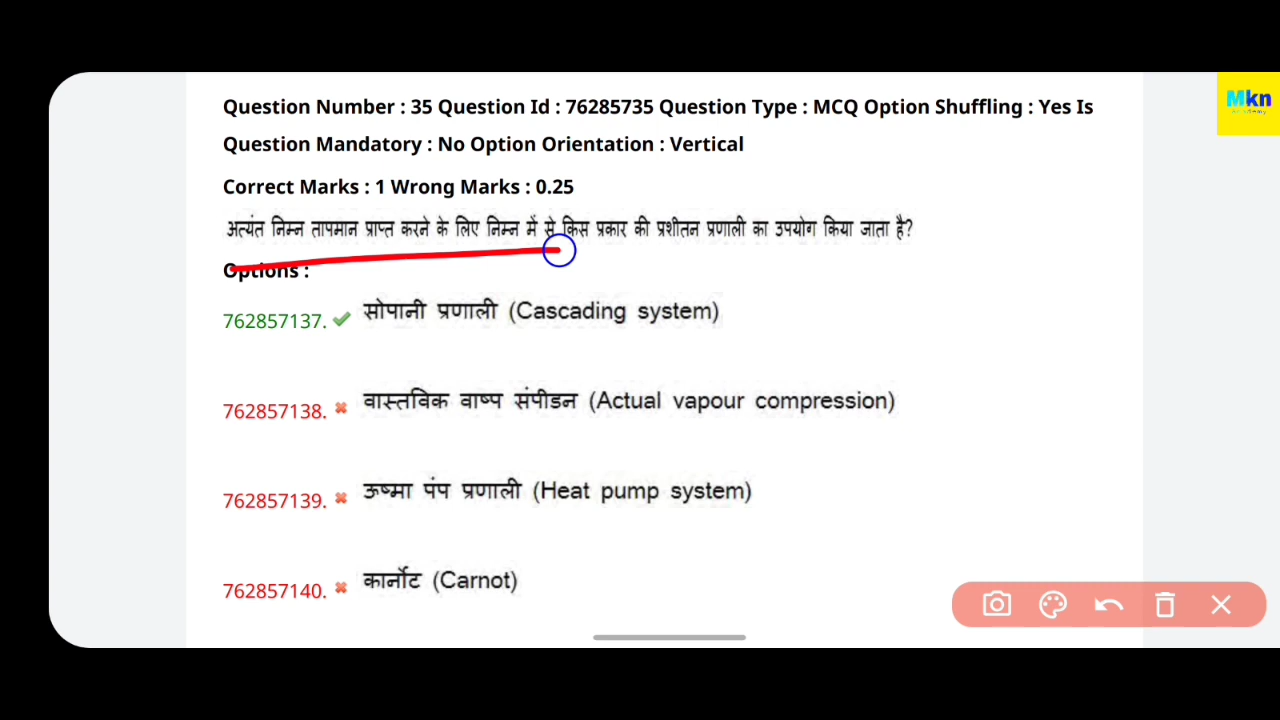 Question Number : 35 Question Id : 76285735 Question Type : MCQ Option Shuffling : Yes Is
Question Mandatory : No Option Orientation : Vertical
Correct Marks : 1 Wrong Marks : 0.25
अत्यंत निम्न तापमान प्राप्त करने के लिए निम्न में से किस प्रकार की प्रशीतन प्रणाली का उपयोग किया जाता है?
Options :
762857137. सोपानी प्रणाली (Cascading system)
762857138. वास्तविक वाष्प संपीडन (Actual vapour compression)
762857139. ऊष्मा पंप प्रणाली (Heat pump system)
762857140. कार्नोट (Carnot)
Mkn
Academy